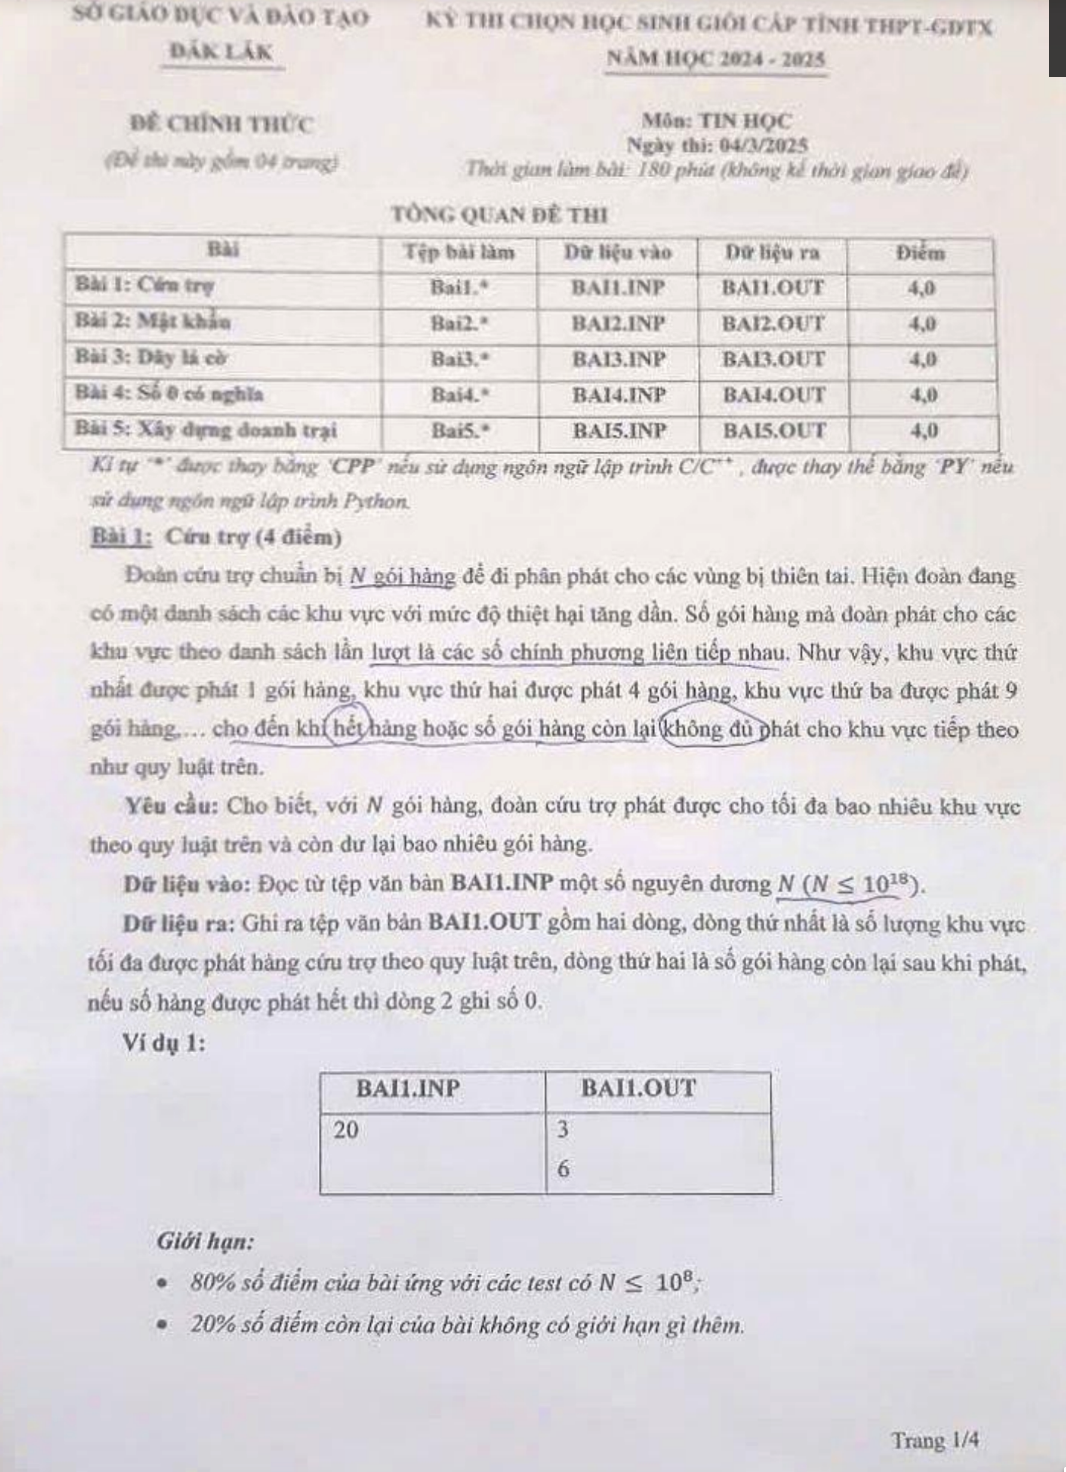 SỞ GIÁO DỤC VÀ ĐÀO TẠO
ĐĂK LĂK
KỲ THI CHỌN HỌC SINH GIỎI CẤP TỈNH THPT-GDTX
NĂM HỌC 2024 - 2025
ĐỀ CHÍNH THỨC
(Đề thi này gồm 04 trang)
Môn: TIN HỌC
Ngày thi: 04/3/2025
Thời gian làm bài: 180 phút (không kể thời gian giao đề)
TỔNG QUAN ĐỀ THI
Bài Tệp bài làm Dữ liệu vào Dữ liệu ra Điểm
Bài 1: Cứu trợ Bai1.* BAI1.INP BAI1.OUT 4,0
Bài 2: Mật khẩu Bai2.* BAI2.INP BAI2.OUT 4,0
Bài 3: Dãy lá cờ Bai3.* BAI3.INP BAI3.OUT 4,0
Bài 4: Số 0 có nghĩa Bai4.* BAI4.INP BAI4.OUT 4,0
Bài 5: Xây dựng doanh trại Bai5.* BAI5.INP BAI5.OUT 4,0
Kí tự '*' được thay bằng 'CPP' nếu sử dụng ngôn ngữ lập trình C/C++ , được thay thế bằng 'PY' nếu
sử dụng ngôn ngữ lập trình Python.
Bài 1: Cứu trợ (4 điểm)
Đoàn cứu trợ chuẩn bị N gói hàng để đi phân phát cho các vùng bị thiên tai. Hiện đoàn đang
có một danh sách các khu vực với mức độ thiệt hại tăng dần. Số gói hàng mà đoàn phát cho các
khu vực theo danh sách lần lượt là các số chính phương liên tiếp nhau. Như vậy, khu vực thứ
nhất được phát 1 gói hàng, khu vực thứ hai được phát 4 gói hàng, khu vực thứ ba được phát 9
gói hàng,… cho đến khi hết hàng hoặc số gói hàng còn lại không đủ phát cho khu vực tiếp theo
như quy luật trên.
Yêu cầu: Cho biết, với N gói hàng, đoàn cứu trợ phát được cho tối đa bao nhiêu khu vực
theo quy luật trên và còn dư lại bao nhiêu gói hàng.
Dữ liệu vào: Đọc từ tệp văn bản BAI1.INP một số nguyên dương N (N ≤ 10¹⁸).
Dữ liệu ra: Ghi ra tệp văn bản BAI1.OUT gồm hai dòng, dòng thứ nhất là số lượng khu vực
tối đa được phát hàng cứu trợ theo quy luật trên, dòng thứ hai là số gói hàng còn lại sau khi phát,
nếu số hàng được phát hết thì dòng 2 ghi số 0.
Ví dụ 1:
BAI1.INP BAI1.OUT
20 3
6
Giới hạn:
• 80% số điểm của bài ứng với các test có N ≤ 10⁸;
• 20% số điểm còn lại của bài không có giới hạn gì thêm.
Trang 1/4